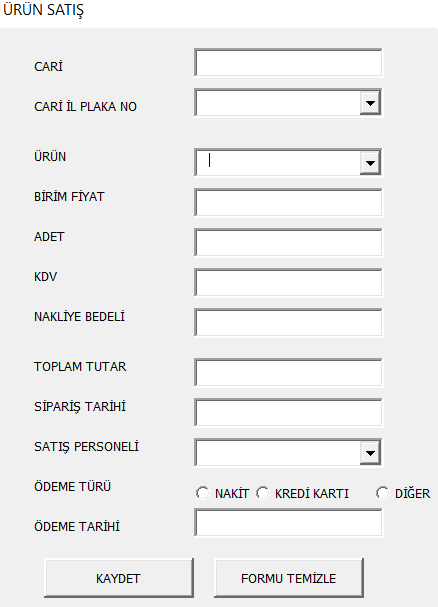 ÜRÜN SATIŞ
CARİ
CARİ İL PLAKA NO
ÜRÜN
BİRİM FİYAT
ADET
KDV
NAKLİYE BEDELİ
TOPLAM TUTAR
SİPARİŞ TARİHİ
SATIŞ PERSONELİ
ÖDEME TÜRÜ NAKİT KREDİ KARTI DİĞER
ÖDEME TARİHİ
KAYDET FORMU TEMİZLE